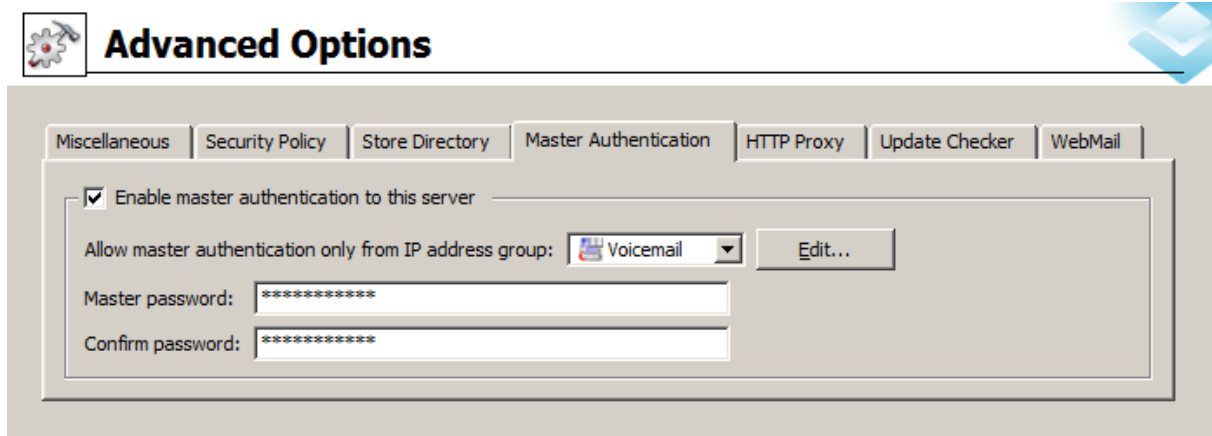 Advanced Options
Miscellaneous Security Policy Store Directory Master Authentication HTTP Proxy Update Checker WebMail
Enable master authentication to this server
Allow master authentication only from IP address group: Voicemail Edit...
Master password: ***********
Confirm password: ***********